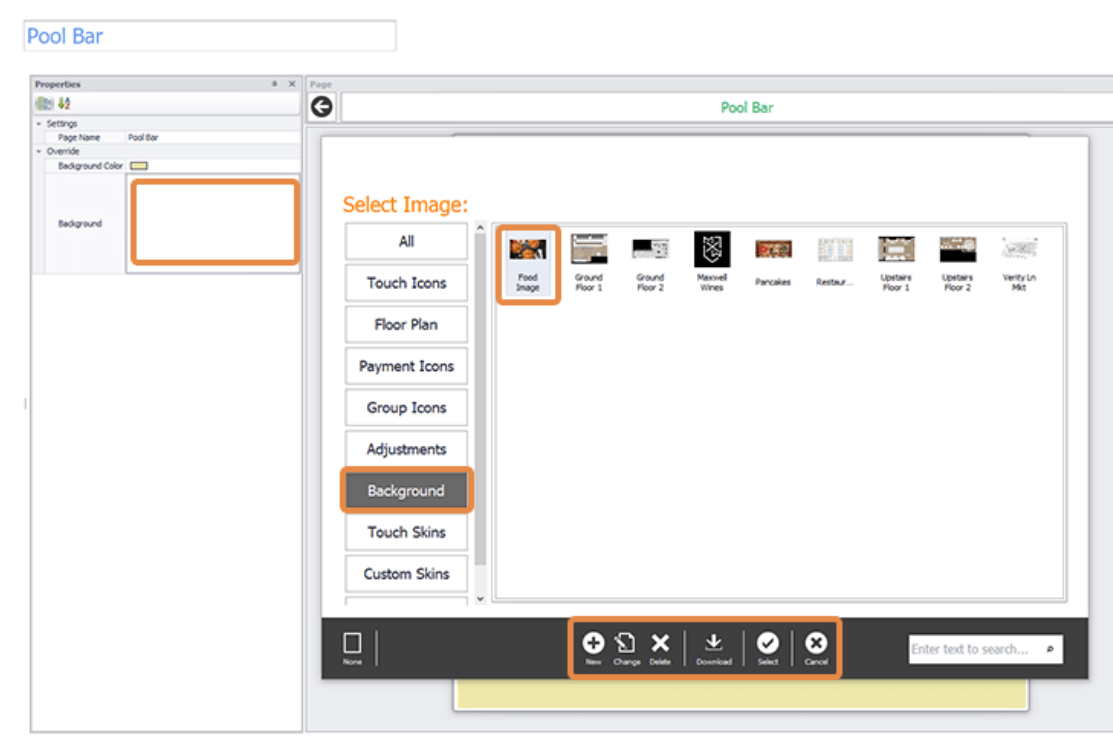 Pool Bar
Properties
Page
Pool Bar
Settings
Page Name Pool Bar
Override
Background Color
Background
Select Image:
All
Touch Icons
Floor Plan
Payment Icons
Group Icons
Adjustments
Background
Touch Skins
Custom Skins
Food Image
Ground Floor 1
Ground Floor 2
Maxwell Wines
Pancakes
Restaur...
Upstairs Floor 1
Upstairs Floor 2
Verity Ln Mkt
None
New
Change
Delete
Download
Select
Cancel
Enter text to search...